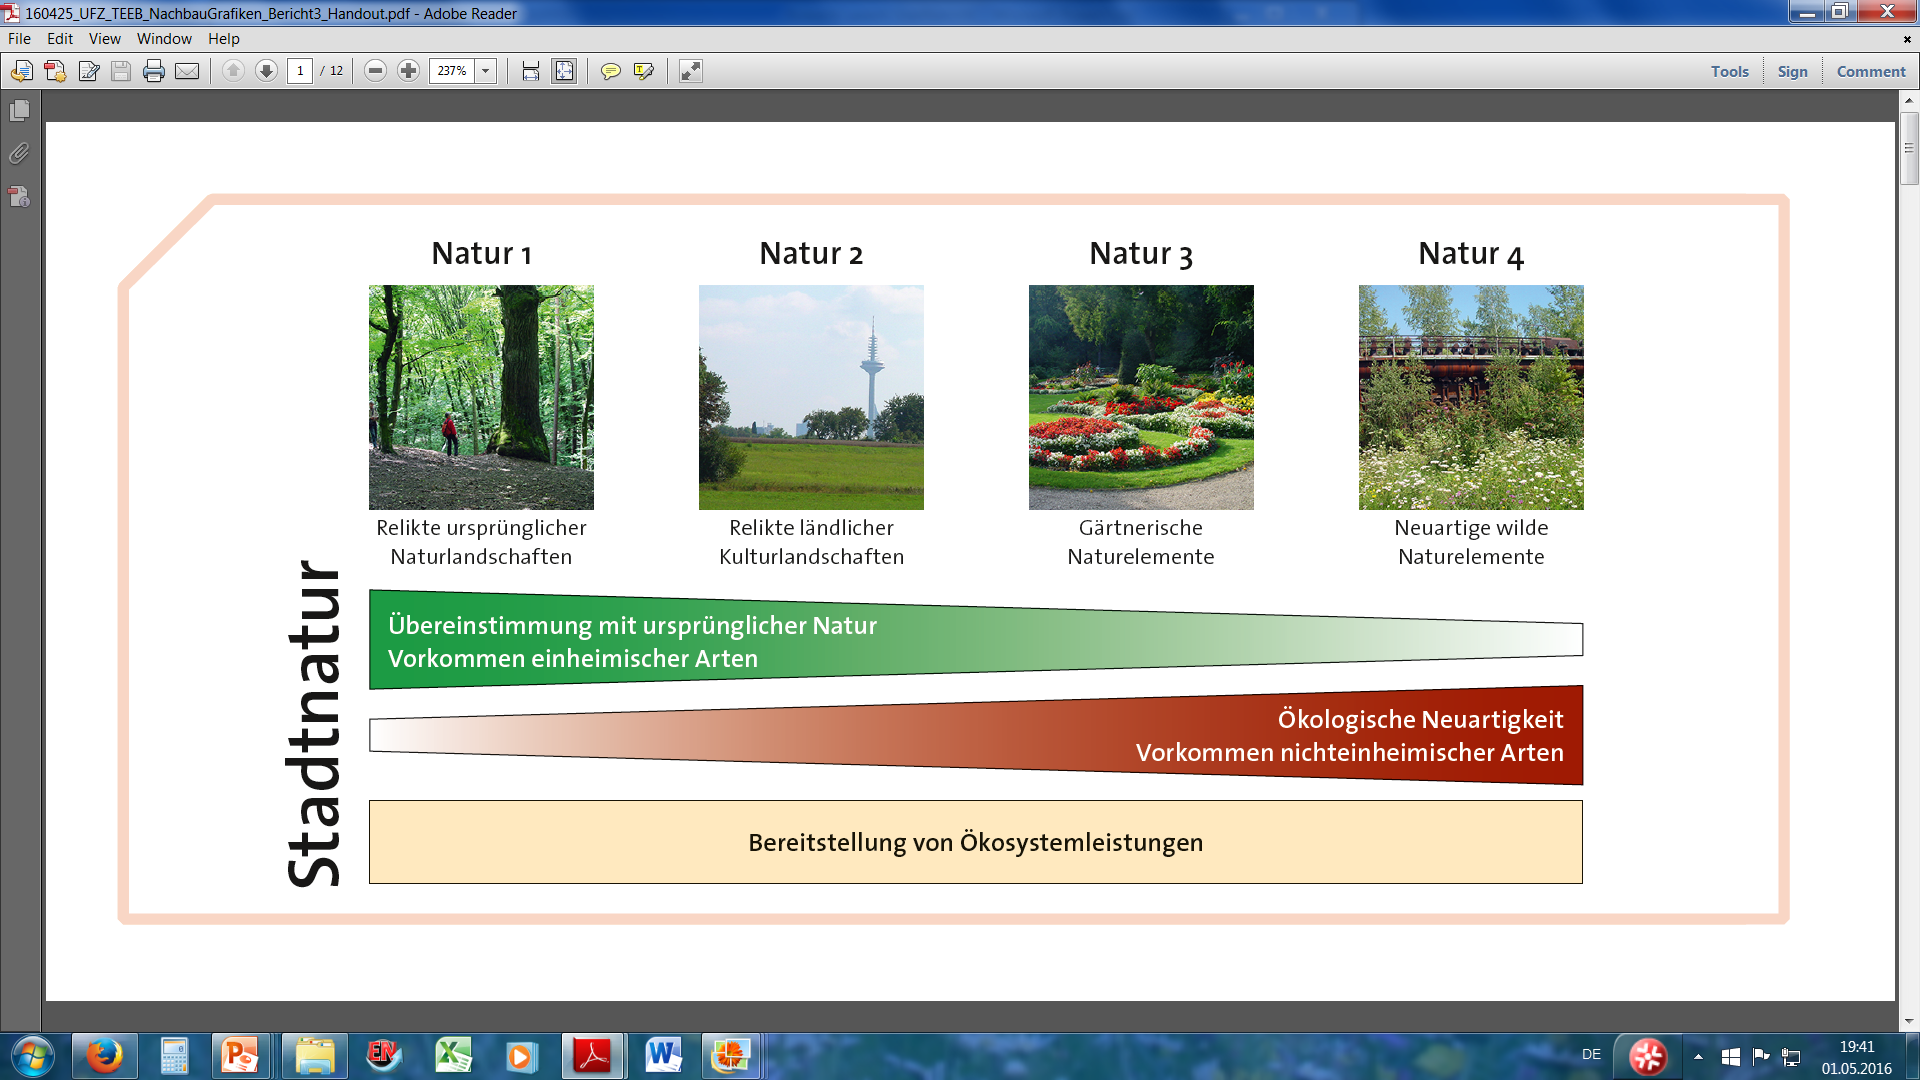 160425_UFZ_TEEB_NachbauGrafiken_Bericht3_Handout.pdf - Adobe Reader
File Edit View Window Help
1 / 12 237% Tools Sign Comment
Natur 1 Natur 2 Natur 3 Natur 4
Relikte ursprünglicher
Naturlandschaften
Relikte ländlicher
Kulturlandschaften
Gärtnerische
Naturelemente
Neuartige wilde
Naturelemente
Stadtnatur
Übereinstimmung mit ursprünglicher Natur
Vorkommen einheimischer Arten
Ökologische Neuartigkeit
Vorkommen nichteinheimischer Arten
Bereitstellung von Ökosystemleistungen
DE
19:41
01.05.2016